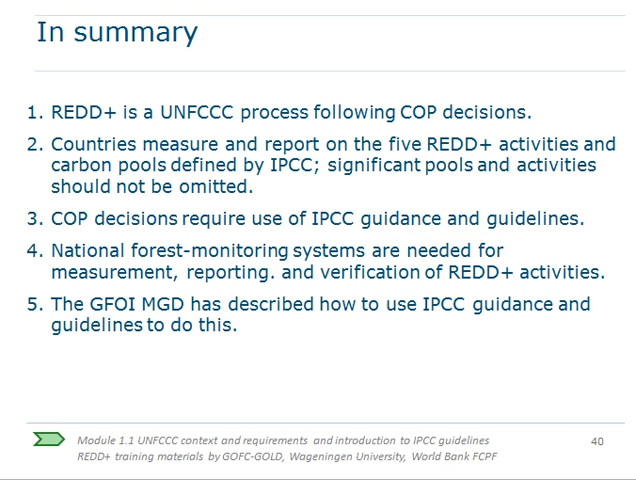 In summary
1. REDD+ is a UNFCCC process following COP decisions.
2. Countries measure and report on the five REDD+ activities and
carbon pools defined by IPCC; significant pools and activities
should not be omitted.
3. COP decisions require use of IPCC guidance and guidelines.
4. National forest-monitoring systems are needed for
measurement, reporting. and verification of REDD+ activities.
5. The GFOI MGD has described how to use IPCC guidance and
guidelines to do this.
Module 1.1 UNFCCC context and requirements and introduction to IPCC guidelines
REDD+ training materials by GOFC-GOLD, Wageningen University, World Bank FCPF
40